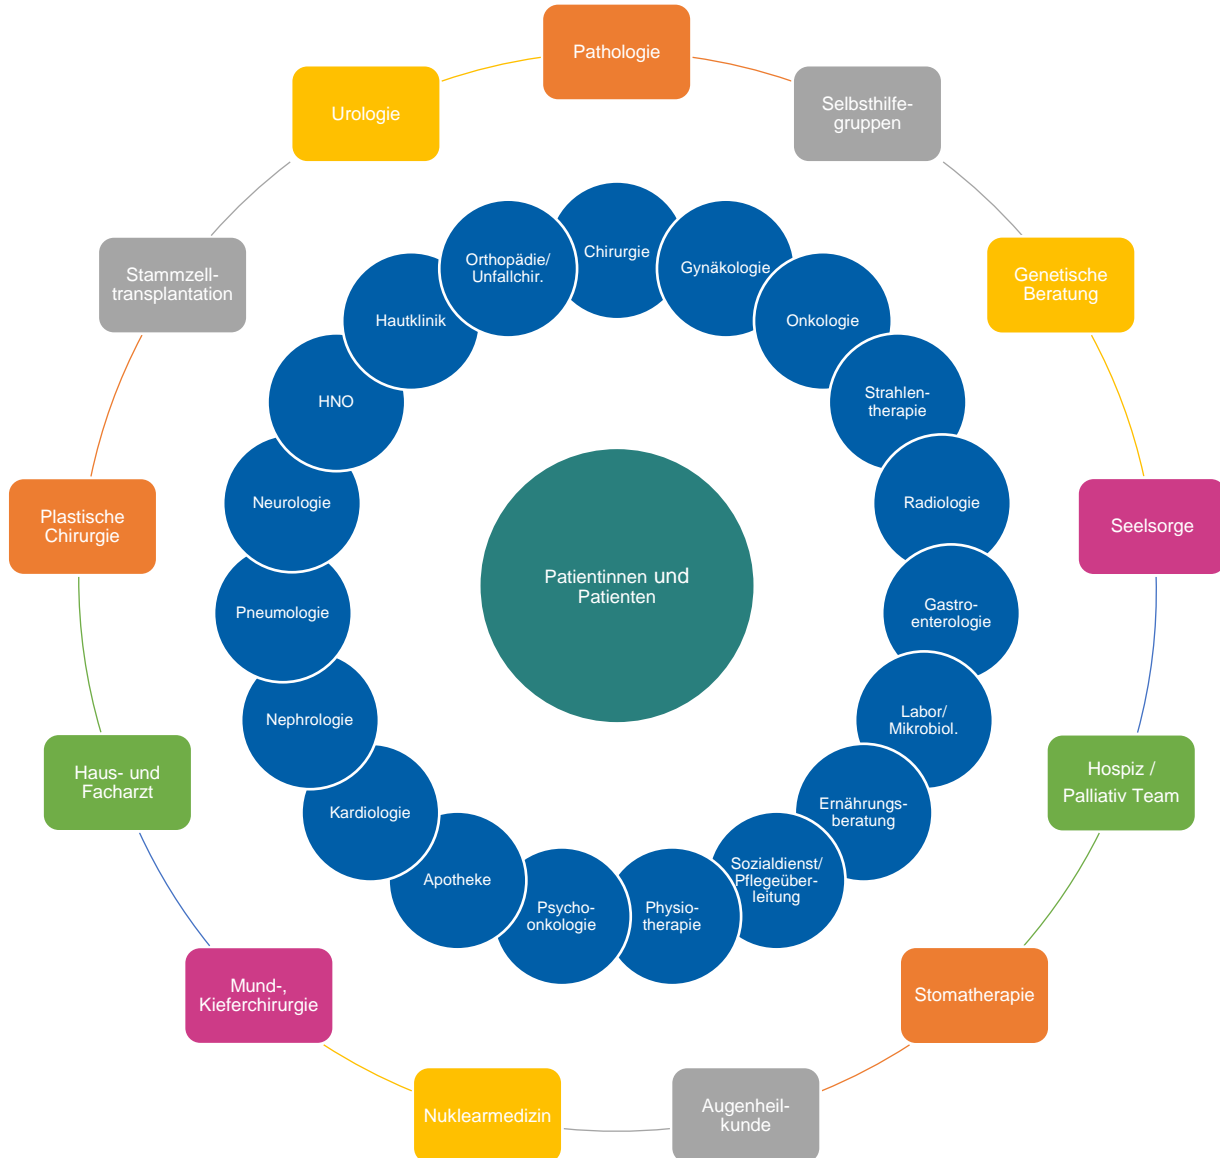 Pathologie
Selbsthilfe-
gruppen
Genetische
Beratung
Seelsorge
Hospiz /
Palliativ Team
Stomatherapie
Augenheil-
kunde
Nuklearmedizin
Mund-,
Kieferchirurgie
Haus- und
Facharzt
Plastische
Chirurgie
Stammzell-
transplantation
Urologie
Chirurgie
Gynäkologie
Onkologie
Strahlen-
therapie
Radiologie
Gastro-
enterologie
Labor/
Mikrobiol.
Ernährungs-
beratung
Sozialdienst/
Pflegeüber-
leitung
Physio-
therapie
Psycho-
onkologie
Apotheke
Kardiologie
Nephrologie
Pneumologie
Neurologie
HNO
Hautklinik
Orthopädie/
Unfallchir.
Patientinnen und
Patienten